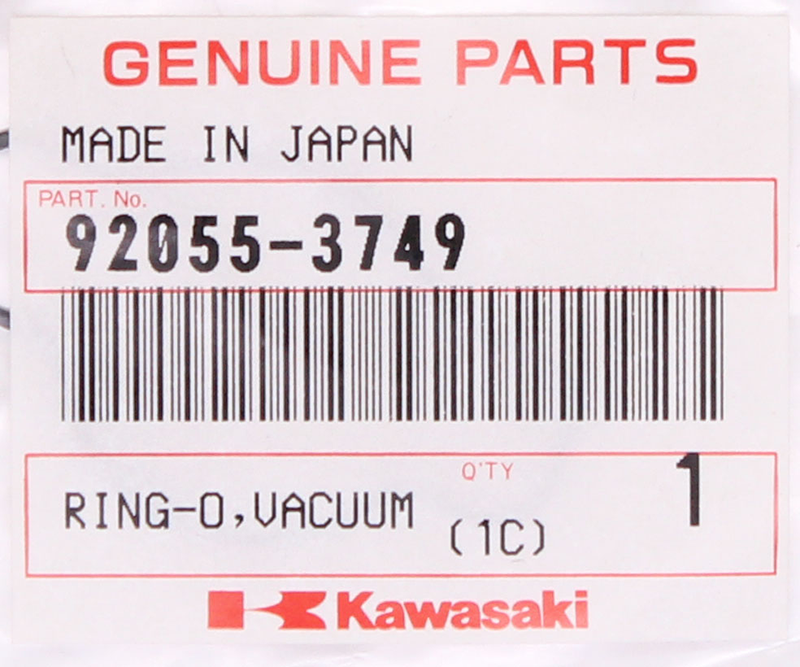 GENUINE PARTS
MADE IN JAPAN
PART. No.
92055-3749
Q'TY
RING-O,VACUUM
1
(1C)
Kawasaki